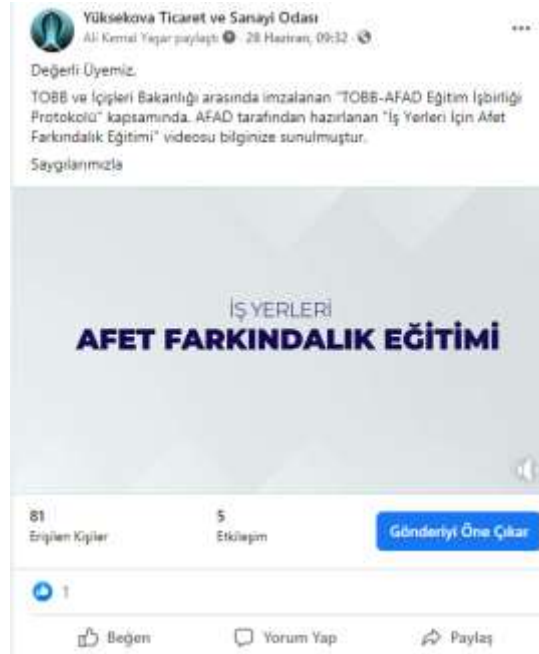 Yüksekova Ticaret ve Sanayi Odası
Ali Kemal Yaşar paylaştı · 28 Haziran, 09:32 ·
Değerli Üyemiz.
TOBB ve İçişleri Bakanlığı arasında imzalanan "TOBB-AFAD Eğitim İşbirliği
Protokolü" kapsamında. AFAD tarafından hazırlanan "İş Yerleri İçin Afet
Farkındalık Eğitimi" videosu bilginize sunulmuştur.
Saygılarımızla
İŞ YERLERİ
AFET FARKINDALIK EĞİTİMİ
81
Erişilen Kişiler
5
Etkileşim
Gönderiyi Öne Çıkar
1
Beğen
Yorum Yap
Paylaş